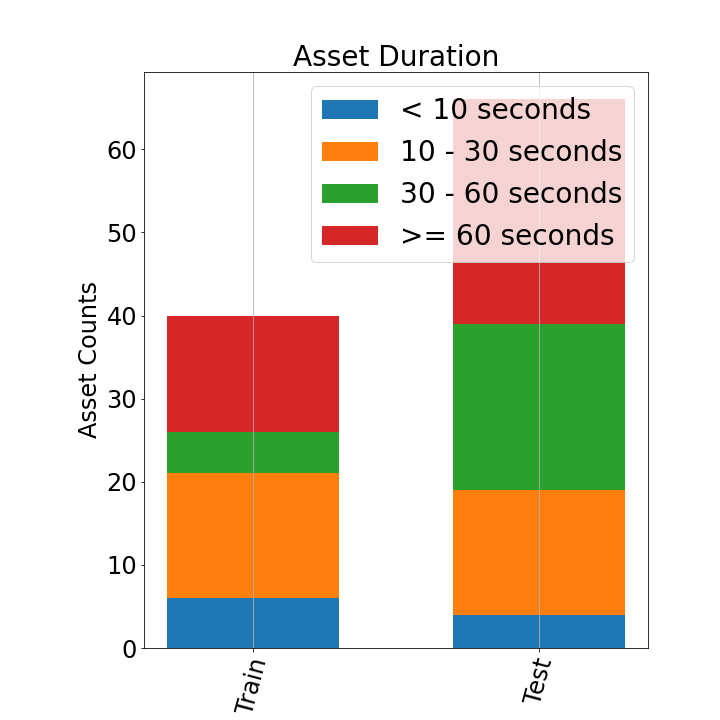 Asset Duration
< 10 seconds
10 - 30 seconds
30 - 60 seconds
>= 60 seconds
Asset Counts
60
50
40
30
20
10
0
Train
Test